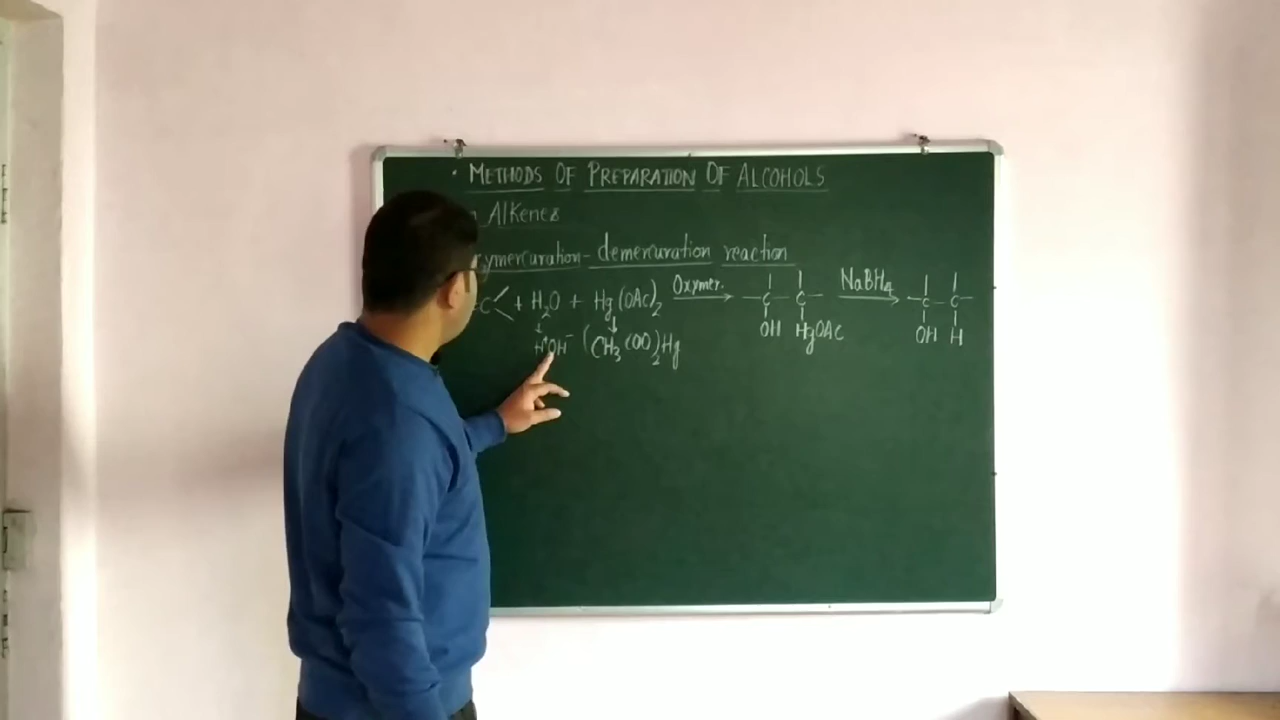 · METHODS OF PREPARATION OF ALCOHOLS
Alkenes
ymercuration- demercuration reaction
C + H2O + Hg(OAC)2 Oxymer. → -C-C- NaBH4 → -C-C-
↓ ↓ OH HgOAC OH H
H+OH- (CH3COO)2Hg